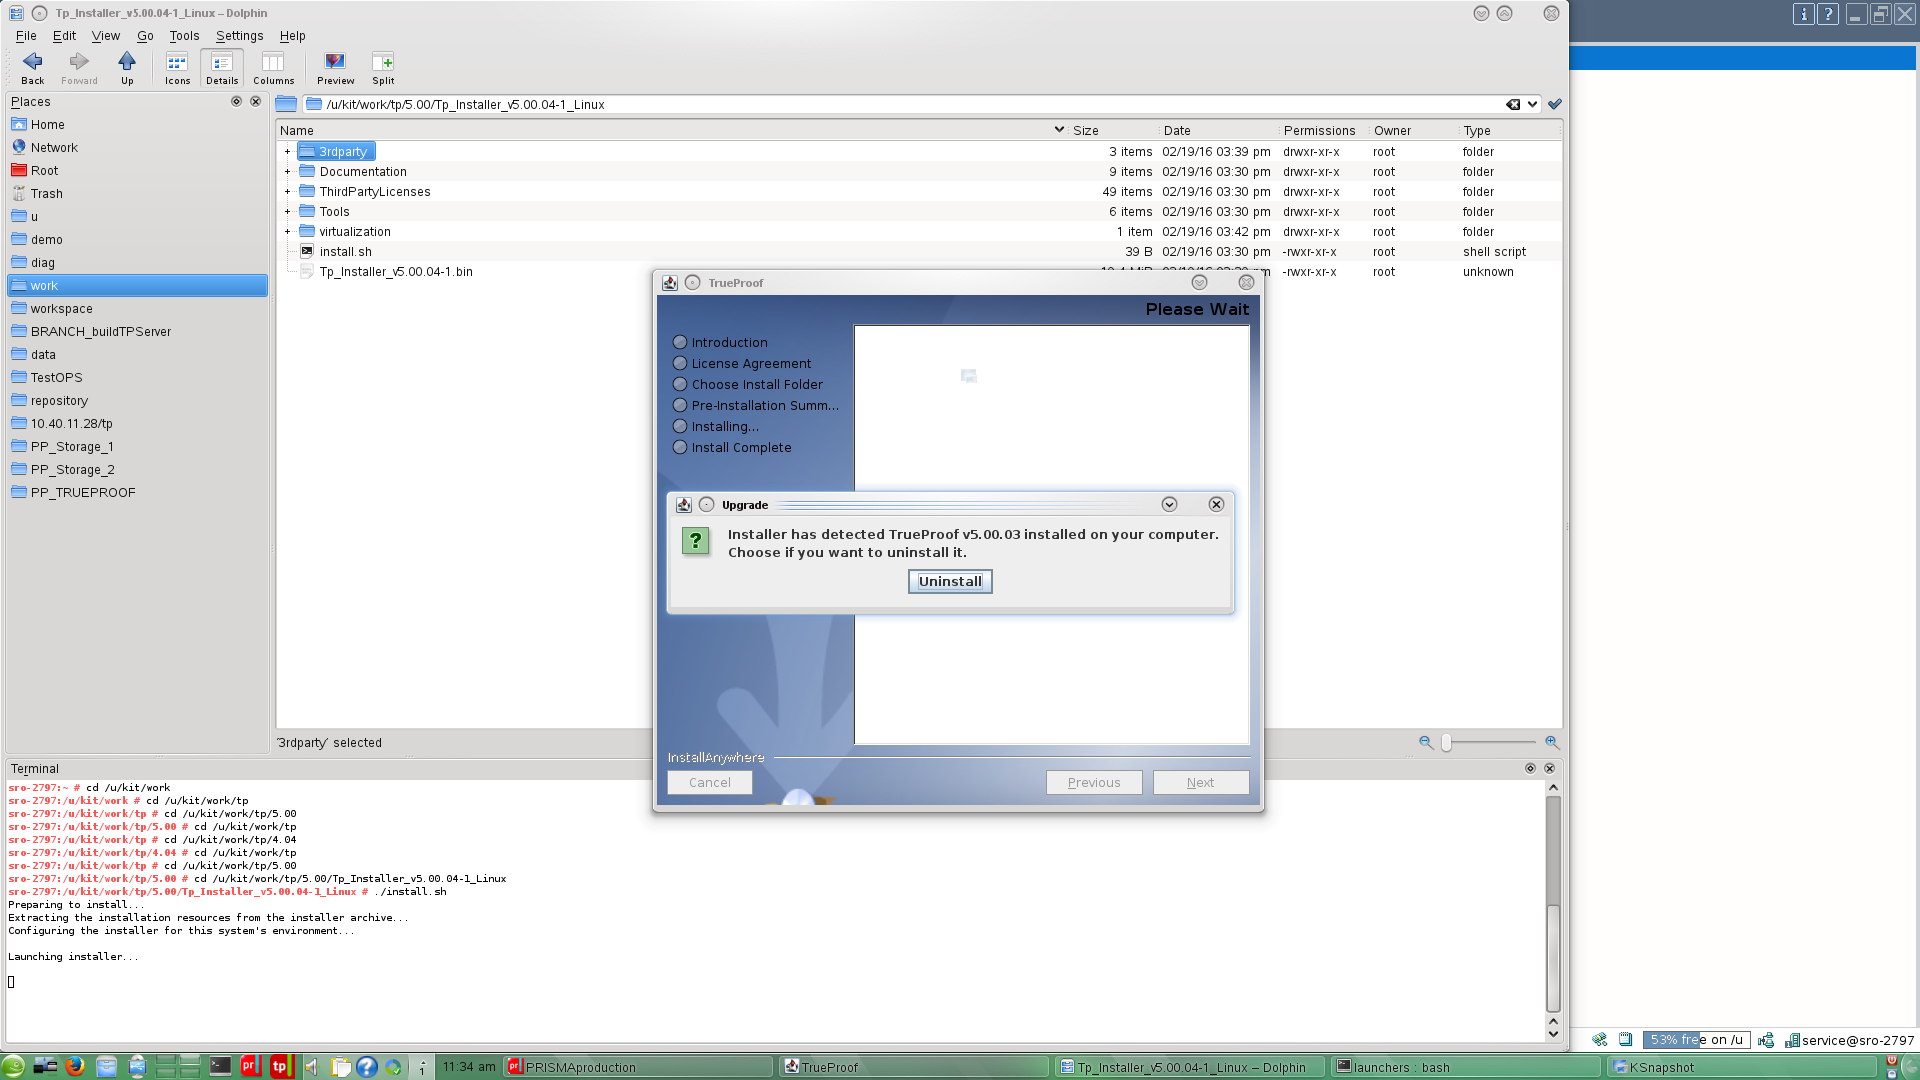 Tp_Installer_v5.00.04-1_Linux – Dolphin
File Edit View Go Tools Settings Help
Back Forward Up Icons Details Columns Preview Split
Places
Home
Network
Root
Trash
u
demo
diag
work
workspace
BRANCH_buildTPServer
data
TestOPS
repository
10.40.11.28/tp
PP_Storage_1
PP_Storage_2
PP_TRUEPROOF
/u/kit/work/tp/5.00/Tp_Installer_v5.00.04-1_Linux
Name Size Date Permissions Owner Type
3rdparty 3 items 02/19/16 03:39 pm drwxr-xr-x root folder
Documentation 9 items 02/19/16 03:30 pm drwxr-xr-x root folder
ThirdPartyLicenses 49 items 02/19/16 03:30 pm drwxr-xr-x root folder
Tools 6 items 02/19/16 03:30 pm drwxr-xr-x root folder
virtualization 1 item 02/19/16 03:42 pm drwxr-xr-x root folder
install.sh 39 B 02/19/16 03:30 pm -rwxr-xr-x root shell script
Tp_Installer_v5.00.04-1.bin -rwxr-xr-x root unknown
TrueProof
Please Wait
Introduction
License Agreement
Choose Install Folder
Pre-Installation Summ...
Installing...
Install Complete
Upgrade
Installer has detected TrueProof v5.00.03 installed on your computer.
Choose if you want to uninstall it.
Uninstall
InstallAnywhere
Cancel Previous Next
'3rdparty' selected
Terminal
sro-2797:~ # cd /u/kit/work
sro-2797:/u/kit/work # cd /u/kit/work/tp
sro-2797:/u/kit/work/tp # cd /u/kit/work/tp/5.00
sro-2797:/u/kit/work/tp/5.00 # cd /u/kit/work/tp
sro-2797:/u/kit/work/tp # cd /u/kit/work/tp/4.04
sro-2797:/u/kit/work/tp/4.04 # cd /u/kit/work/tp
sro-2797:/u/kit/work/tp # cd /u/kit/work/tp/5.00
sro-2797:/u/kit/work/tp/5.00 # cd /u/kit/work/tp/5.00/Tp_Installer_v5.00.04-1_Linux
sro-2797:/u/kit/work/tp/5.00/Tp_Installer_v5.00.04-1_Linux # ./install.sh
Preparing to install...
Extracting the installation resources from the installer archive...
Configuring the installer for this system's environment...
Launching installer...
53% free on /u
service@sro-2797
pr
tp
1
11:34 am
PRISMAproduction
TrueProof
Tp_Installer_v5.00.04-1_Linux – Dolphin
launchers : bash
KSnapshot